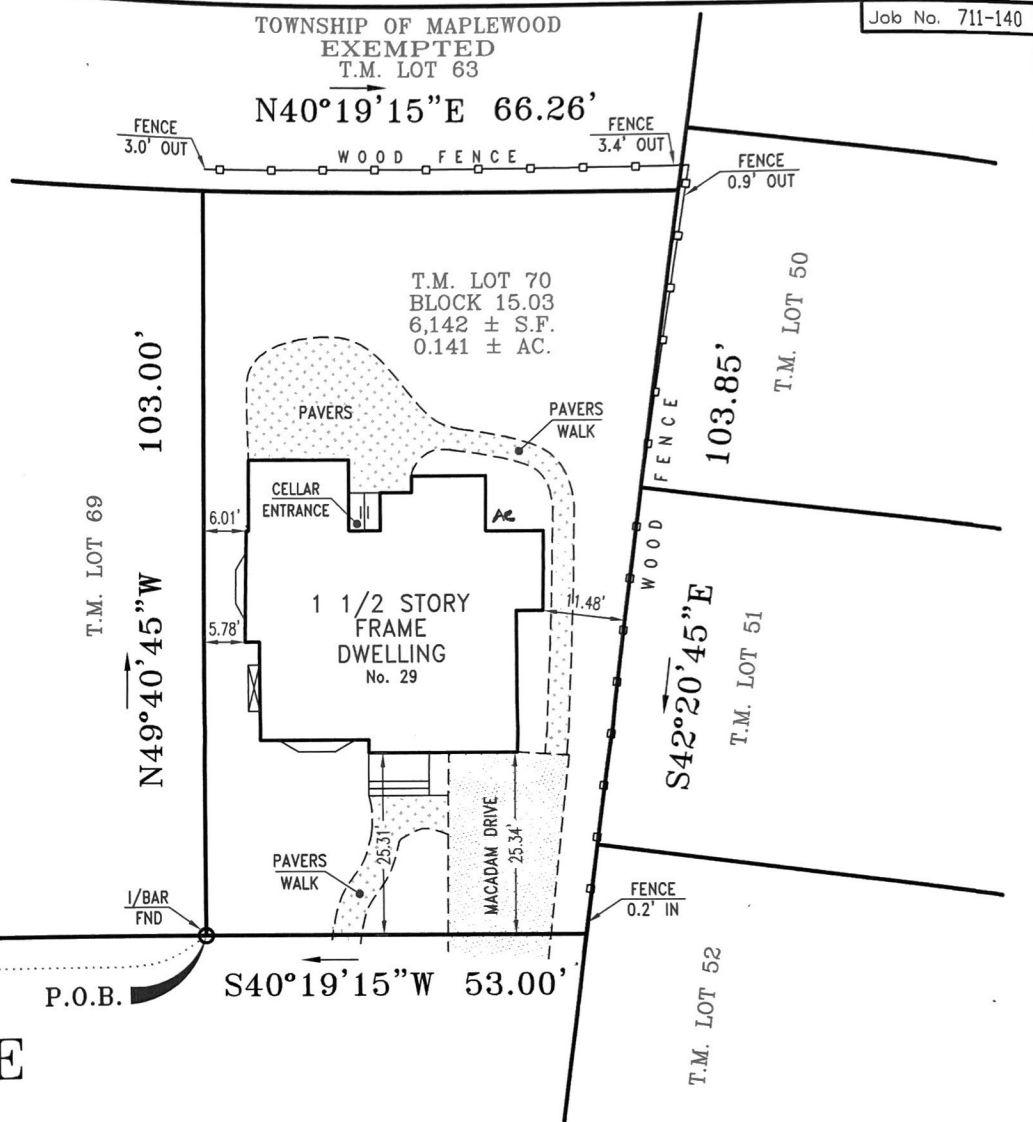 Job No. 711-140
TOWNSHIP OF MAPLEWOOD
EXEMPTED
T.M. LOT 63
N40°19'15"E 66.26'
FENCE
3.0' OUT
WOOD FENCE
FENCE
3.4' OUT
FENCE
0.9' OUT
T.M. LOT 70
BLOCK 15.03
6,142 ± S.F.
0.141 ± AC.
T.M. LOT 50
103.00'
103.85'
PAVERS
PAVERS
WALK
WOOD FENCE
CELLAR
ENTRANCE
AC
T.M. LOT 69
6.01'
N49°40'45"W
5.78'
1 1/2 STORY
FRAME
DWELLING
No. 29
11.48'
S42°20'45"E
T.M. LOT 51
25.31'
MACADAM DRIVE
25.34'
PAVERS
WALK
I/BAR
FND
FENCE
0.2' IN
P.O.B.
S40°19'15"W 53.00'
T.M. LOT 52
E